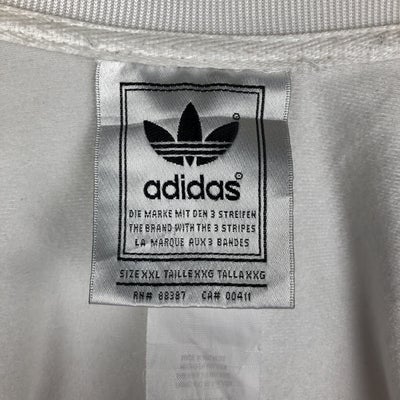 adidas®
DIE MARKE MIT DEN 3 STREIFEN
THE BRAND WITH THE 3 STRIPES
LA MARQUE AUX 3 BANDES
SIZE XXL TAILLE XXG TALLA XXG
RN# 88387 CA# 00411